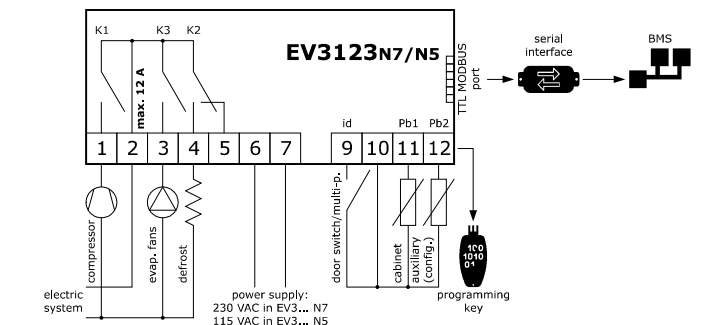 K1
K3
K2
EV3123N7/N5
max. 12 A
TTL MODBUS
port
serial
interface
BMS
id
Pb1
Pb2
1
2
3
4
5
6
7
9
10
11
12
compressor
evap. fans
defrost
door switch/multi-p.
cabinet
auxiliary
(config.)
100
1010
01
electric
system
power supply:
230 VAC in EV3... N7
115 VAC in EV3... N5
programming
key